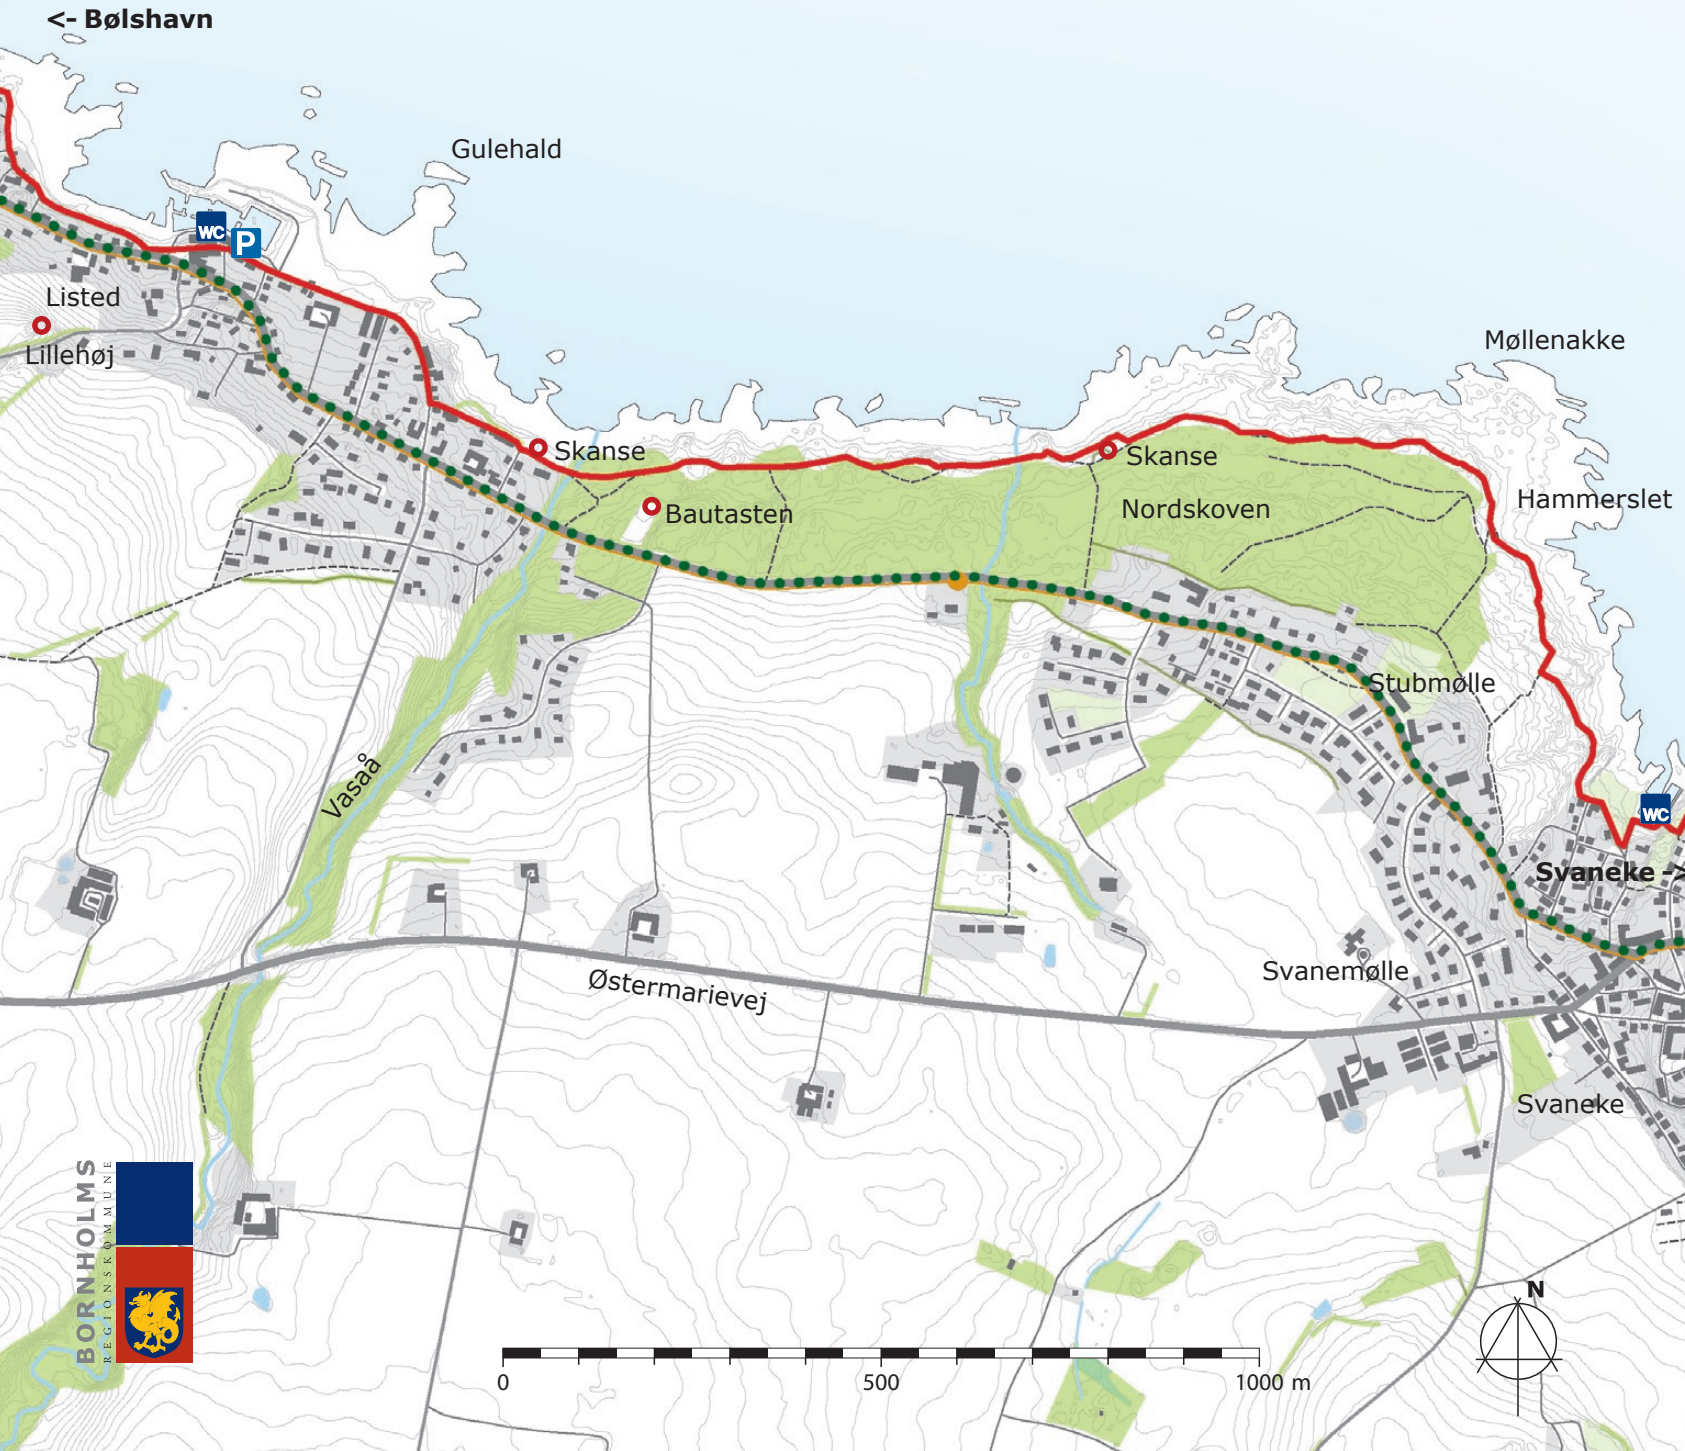 <- Bølshavn
Gulehald
WC
P
Listed
Lillehøj
Møllenakke
Skanse
Skanse
Bautasten
Nordskoven
Hammerslet
Stubmølle
Vasaå
WC
Svaneke ->
Østermarievej
Svanemølle
Svaneke
BORNHOLMS
REGIONSKOMMUNE
N
0 500 1000 m